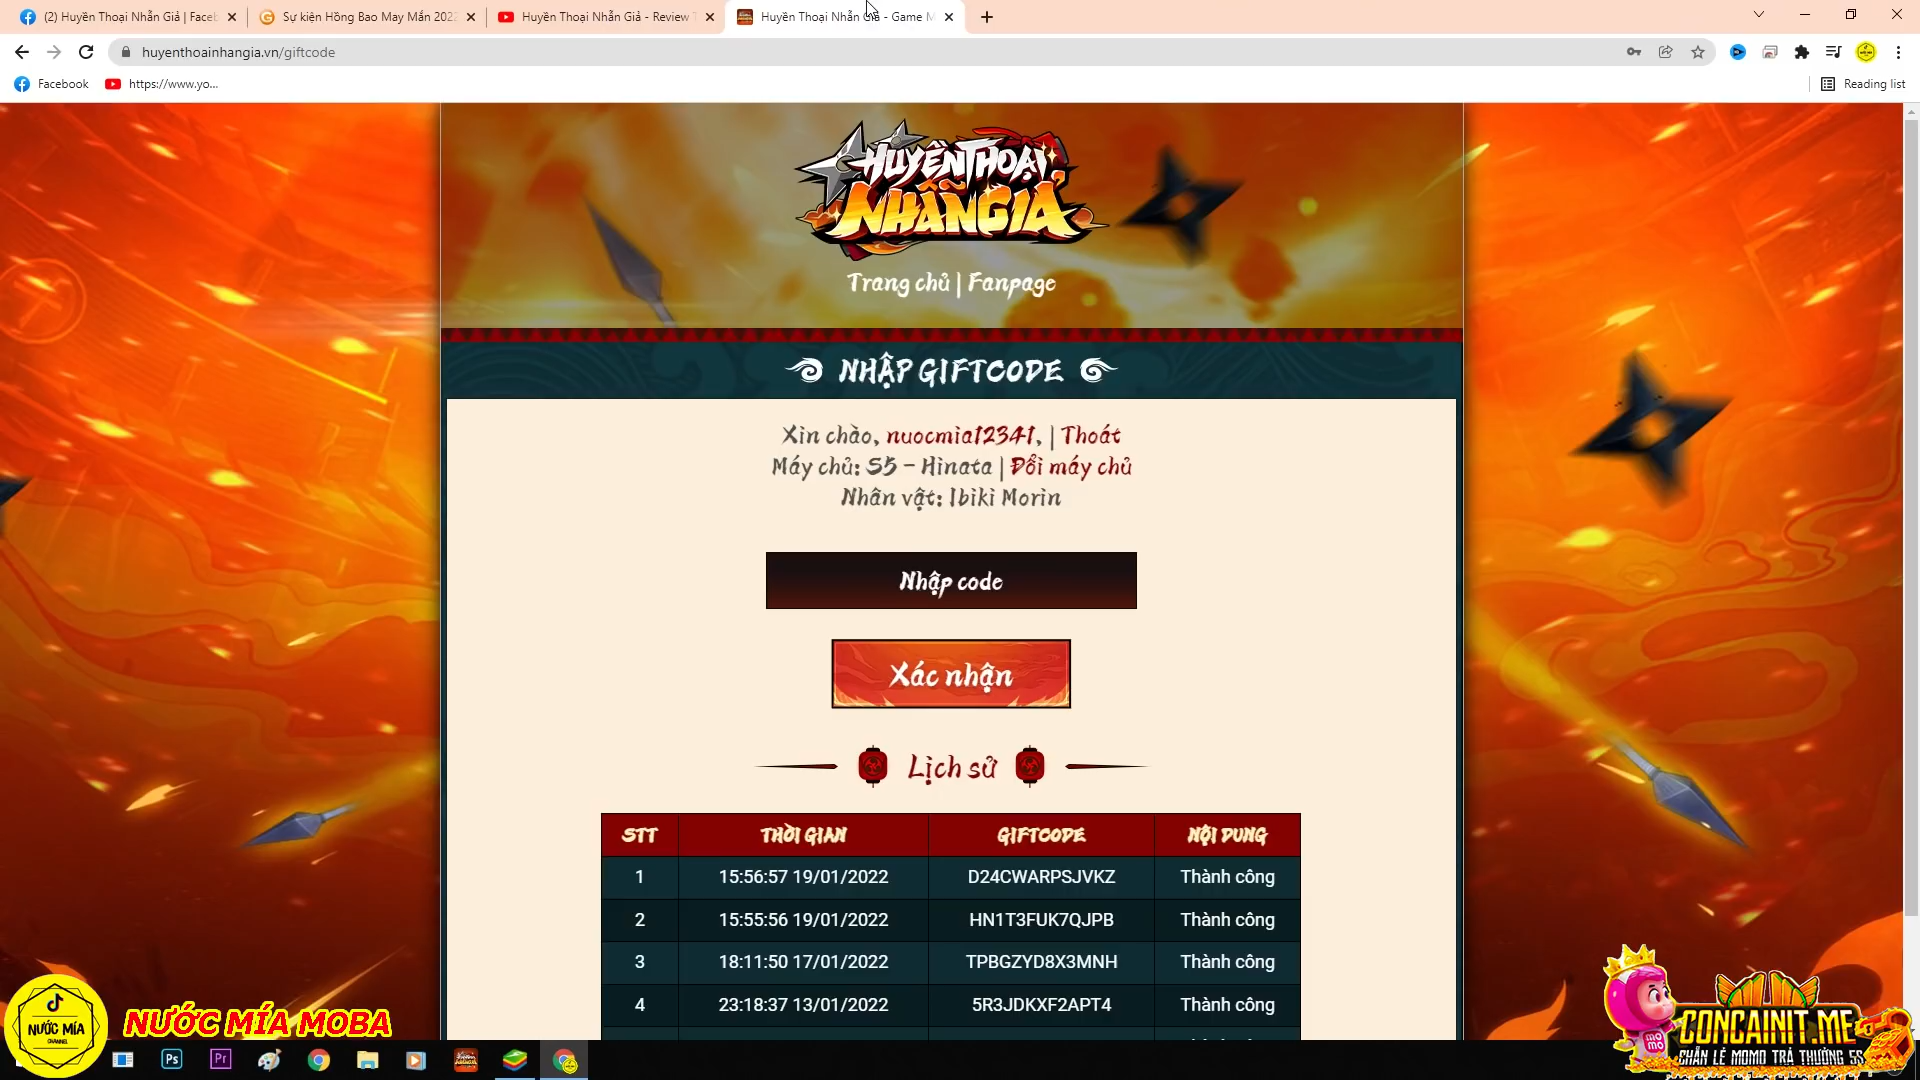 (2) Huyền Thoại Nhẫn Giả | Faceb
Sự kiện Hồng Bao May Mắn 2022
Huyền Thoại Nhẫn Giả - Review T
Huyền Thoại Nhẫn Giả - Game M
huyenthoainhangia.vn/giftcode
Facebook
https://www.yo...
Reading list
HUYỀN THOẠI
NHẪN GIẢ
Trang chủ | Fanpage
NHẬP GIFTCODE
Xin chào, nuocmia12341, | Thoát
Máy chủ: S5 - Hinata | Đổi máy chủ
Nhân vật: Ibiki Morin
Nhập code
Xác nhận
Lịch sử
STT THỜI GIAN GIFTCODE NỘI DUNG
1 15:56:57 19/01/2022 D24CWARPSJVKZ Thành công
2 15:55:56 19/01/2022 HN1T3FUK7QJPB Thành công
3 18:11:50 17/01/2022 TPBGZYD8X3MNH Thành công
4 23:18:37 13/01/2022 5R3JDKXF2APT4 Thành công
NƯỚC MÍA
CHANNEL
NƯỚC MÍA MOBA
Ps
Pr
mo
mo
CONCAINIT.ME
CHẴN LẺ MOMO TRẢ THƯỞNG 5S